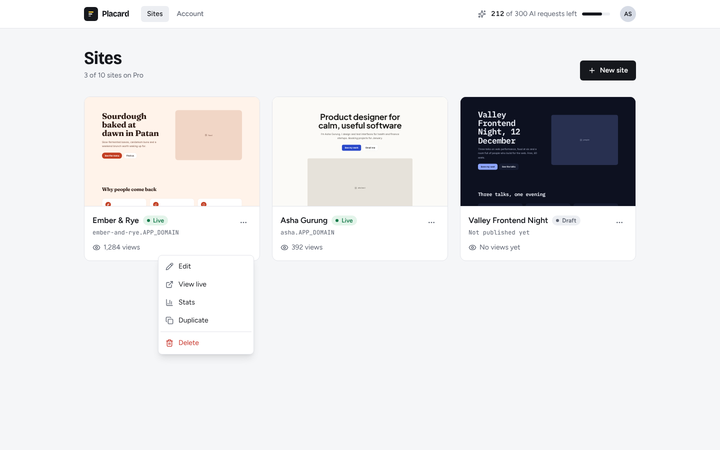 Placard
Sites
Account
212 of 300 AI requests left
AS
Sites
3 of 10 sites on Pro
New site
Sourdough
baked at
dawn in Patan
Why people come back
Product designer for
calm, useful software
Valley
Frontend
Night, 12
December
Three talks, one evening
Ember & Rye
Live
ember-and-rye.APP_DOMAIN
1,284 views
Asha Gurung
Live
asha.APP_DOMAIN
392 views
Valley Frontend Night
Draft
Not published yet
No views yet
Edit
View live
Stats
Duplicate
Delete